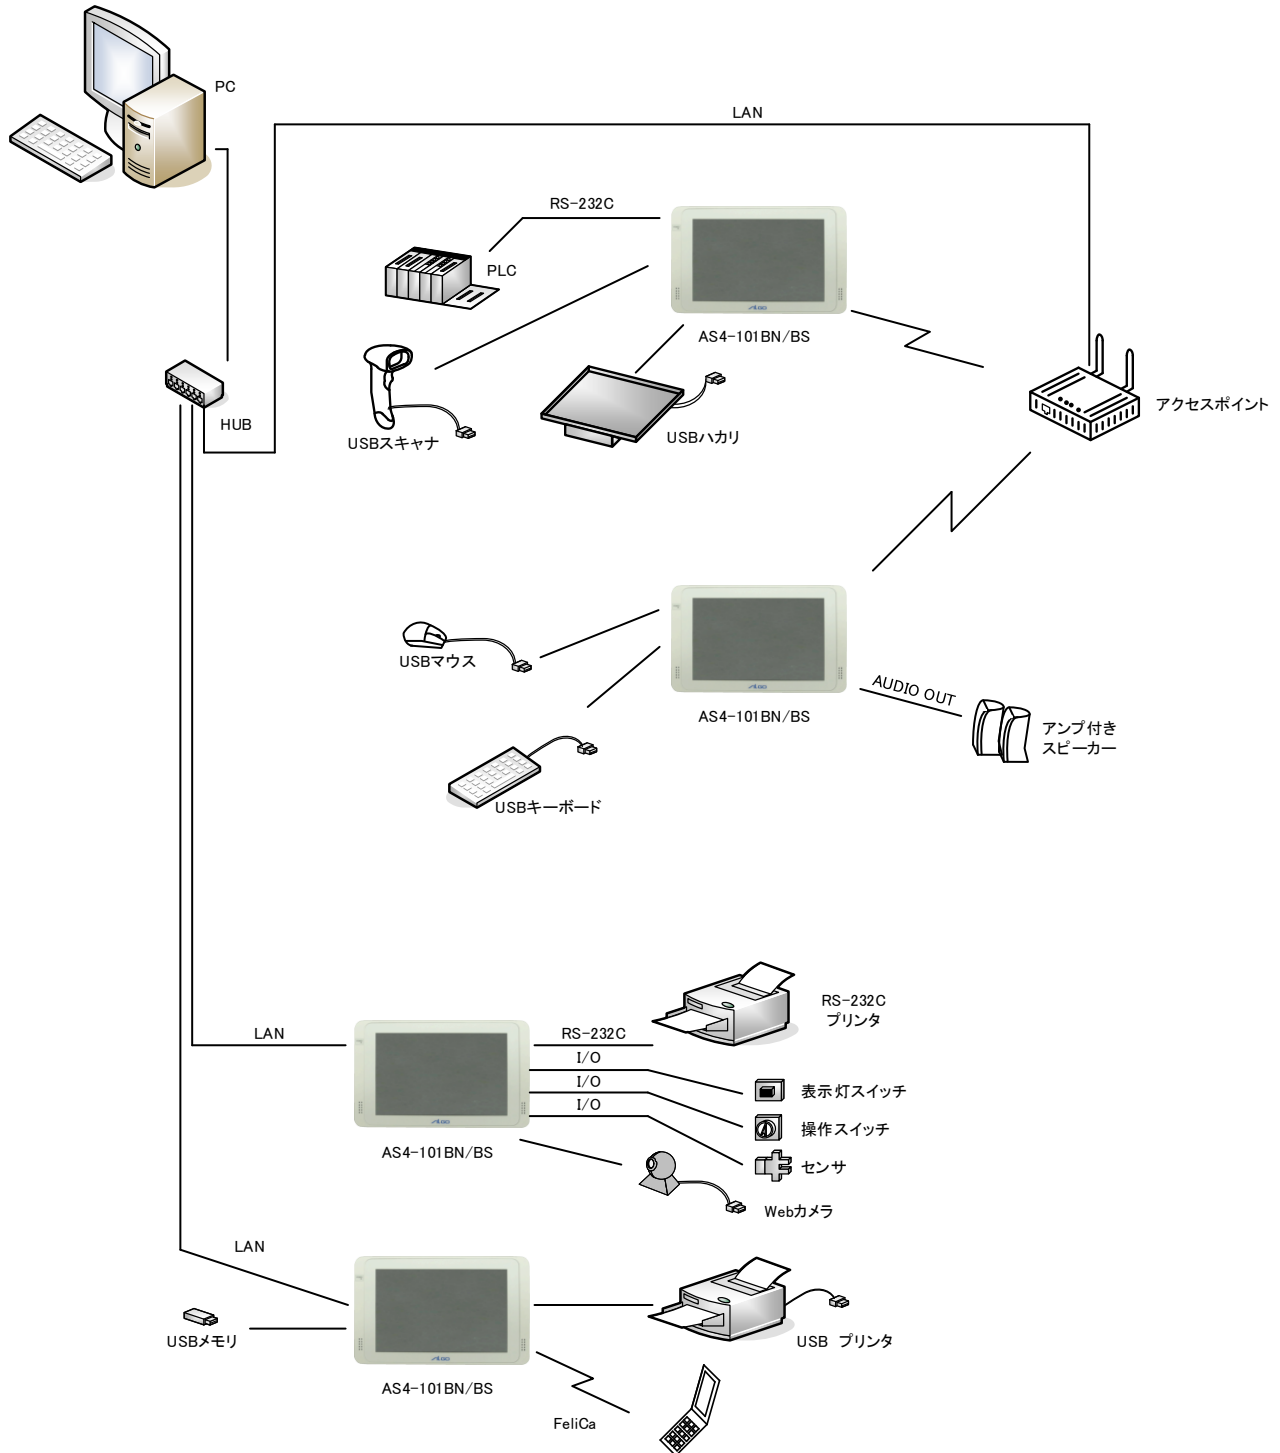 PC
LAN
RS-232C
PLC
AS4-101BN/BS
USBスキャナ
USBハカリ
HUB
アクセスポイント
USBマウス
AS4-101BN/BS
AUDIO OUT
アンプ付き
スピーカー
USBキーボード
LAN
RS-232C
RS-232C
プリンタ
I/O
I/O
I/O
表示灯スイッチ
操作スイッチ
センサ
AS4-101BN/BS
Webカメラ
LAN
USBメモリ
USB プリンタ
AS4-101BN/BS
FeliCa